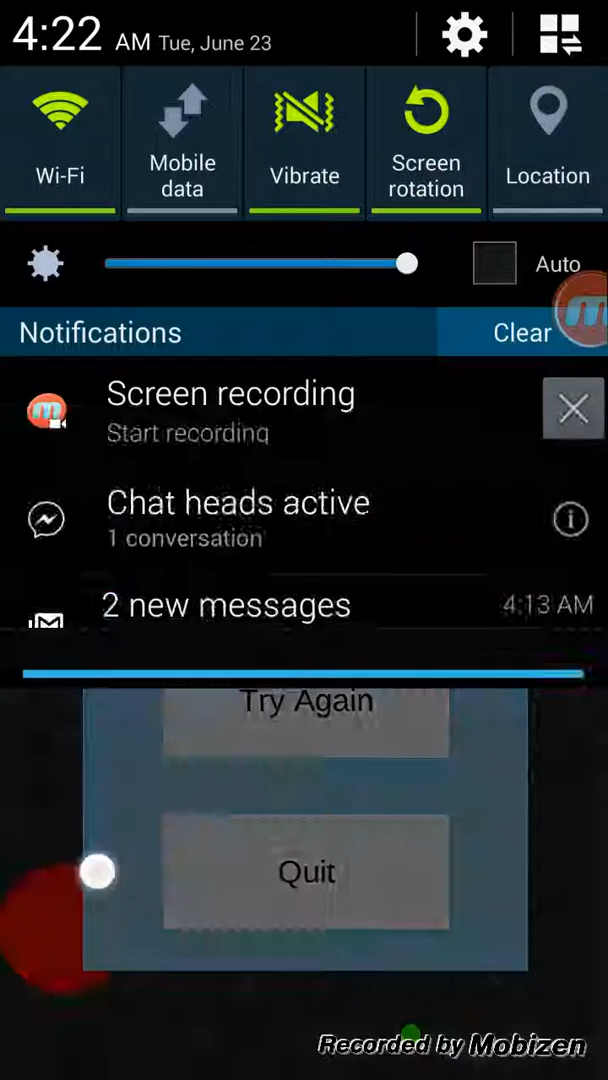 4:22 AM Tue, June 23
Wi-Fi
Mobile
data
Vibrate
Screen
rotation
Location
Auto
Notifications
Clear
m
Screen recording
Start recording
m
Chat heads active
1 conversation
2 new messages 4:13 AM
Try Again
Quit
Recorded by Mobizen